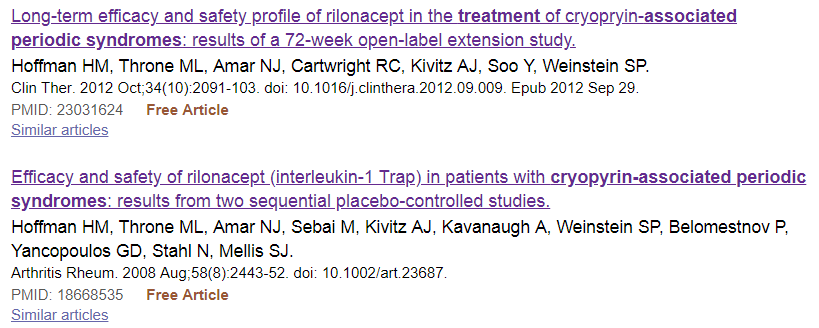 Long-term efficacy and safety profile of rilonacept in the treatment of cryopryin-associated
periodic syndromes: results of a 72-week open-label extension study.
Hoffman HM, Throne ML, Amar NJ, Cartwright RC, Kivitz AJ, Soo Y, Weinstein SP.
Clin Ther. 2012 Oct;34(10):2091-103. doi: 10.1016/j.clinthera.2012.09.009. Epub 2012 Sep 29.
PMID: 23031624 Free Article
Similar articles
Efficacy and safety of rilonacept (interleukin-1 Trap) in patients with cryopyrin-associated periodic
syndromes: results from two sequential placebo-controlled studies.
Hoffman HM, Throne ML, Amar NJ, Sebai M, Kivitz AJ, Kavanaugh A, Weinstein SP, Belomestnov P,
Yancopoulos GD, Stahl N, Mellis SJ.
Arthritis Rheum. 2008 Aug;58(8):2443-52. doi: 10.1002/art.23687.
PMID: 18668535 Free Article
Similar articles